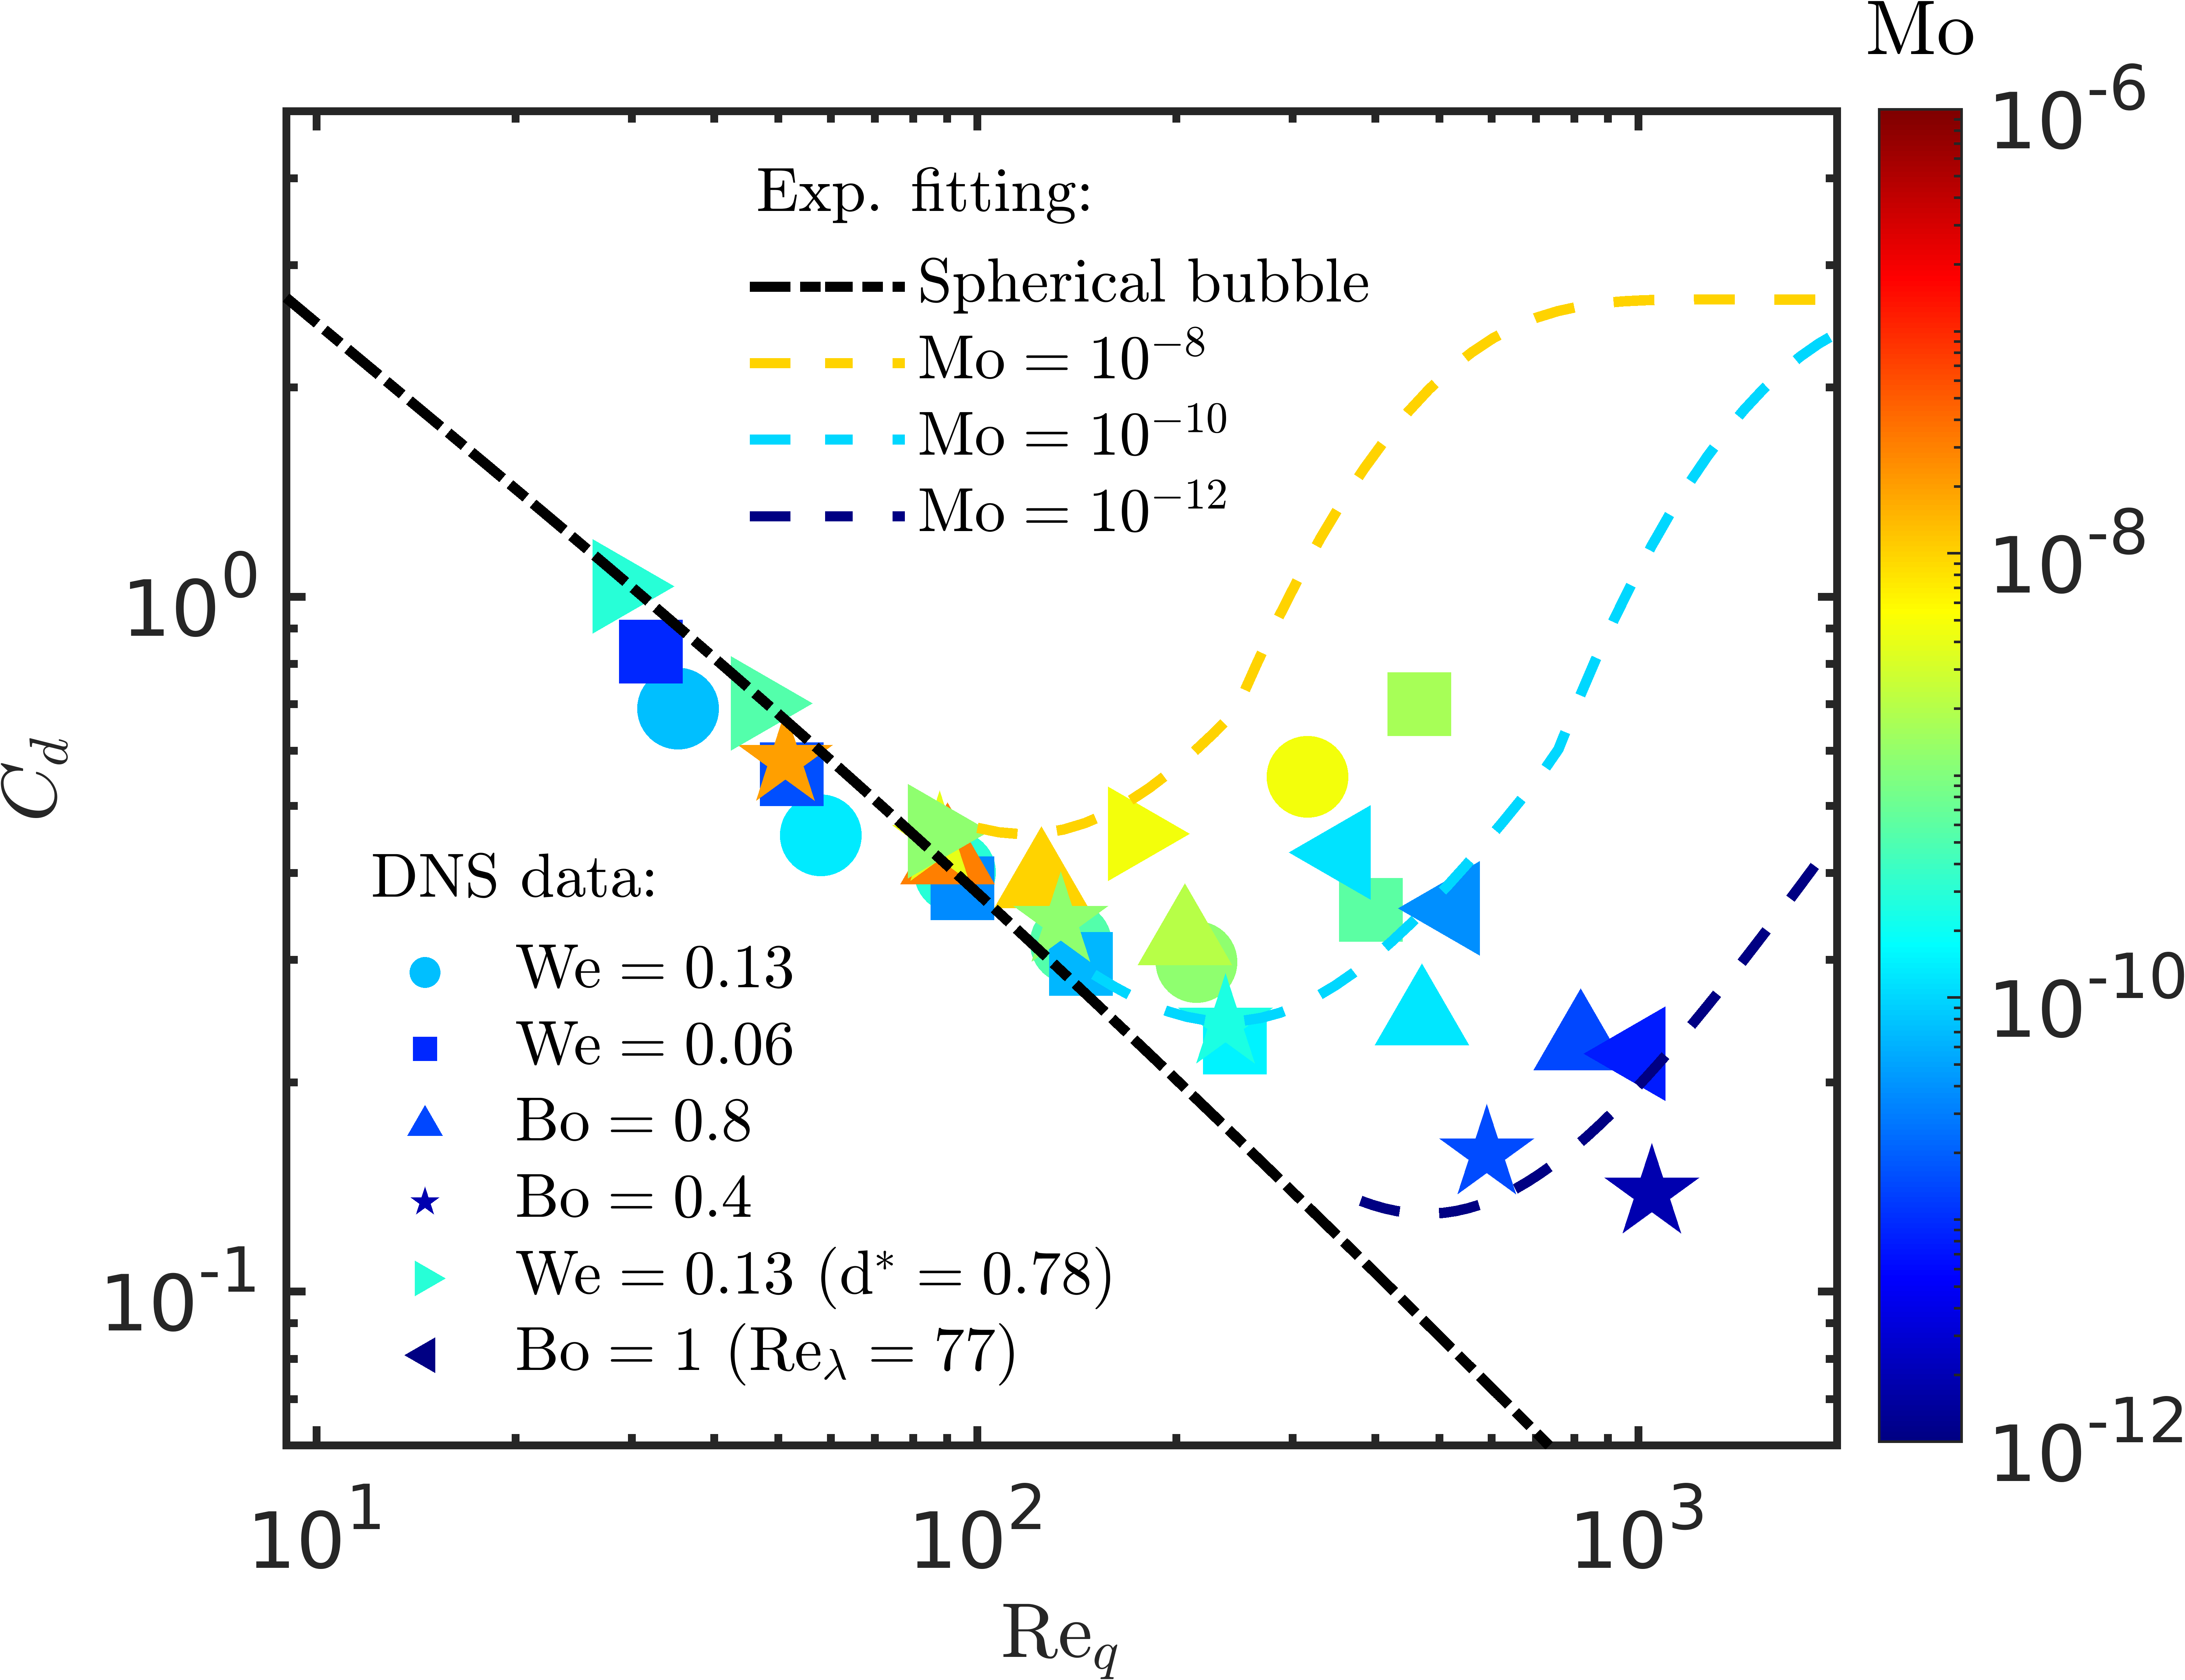 Mo
10^-6
10^-8
10^-10
10^-12
Exp. fitting:
Spherical bubble
Mo = 10^−8
Mo = 10^−10
Mo = 10^−12
10^0
10^-1
C_d
DNS data:
We = 0.13
We = 0.06
Bo = 0.8
Bo = 0.4
We = 0.13 (d* = 0.78)
Bo = 1 (Re_λ = 77)
10^1
10^2
10^3
Re_q